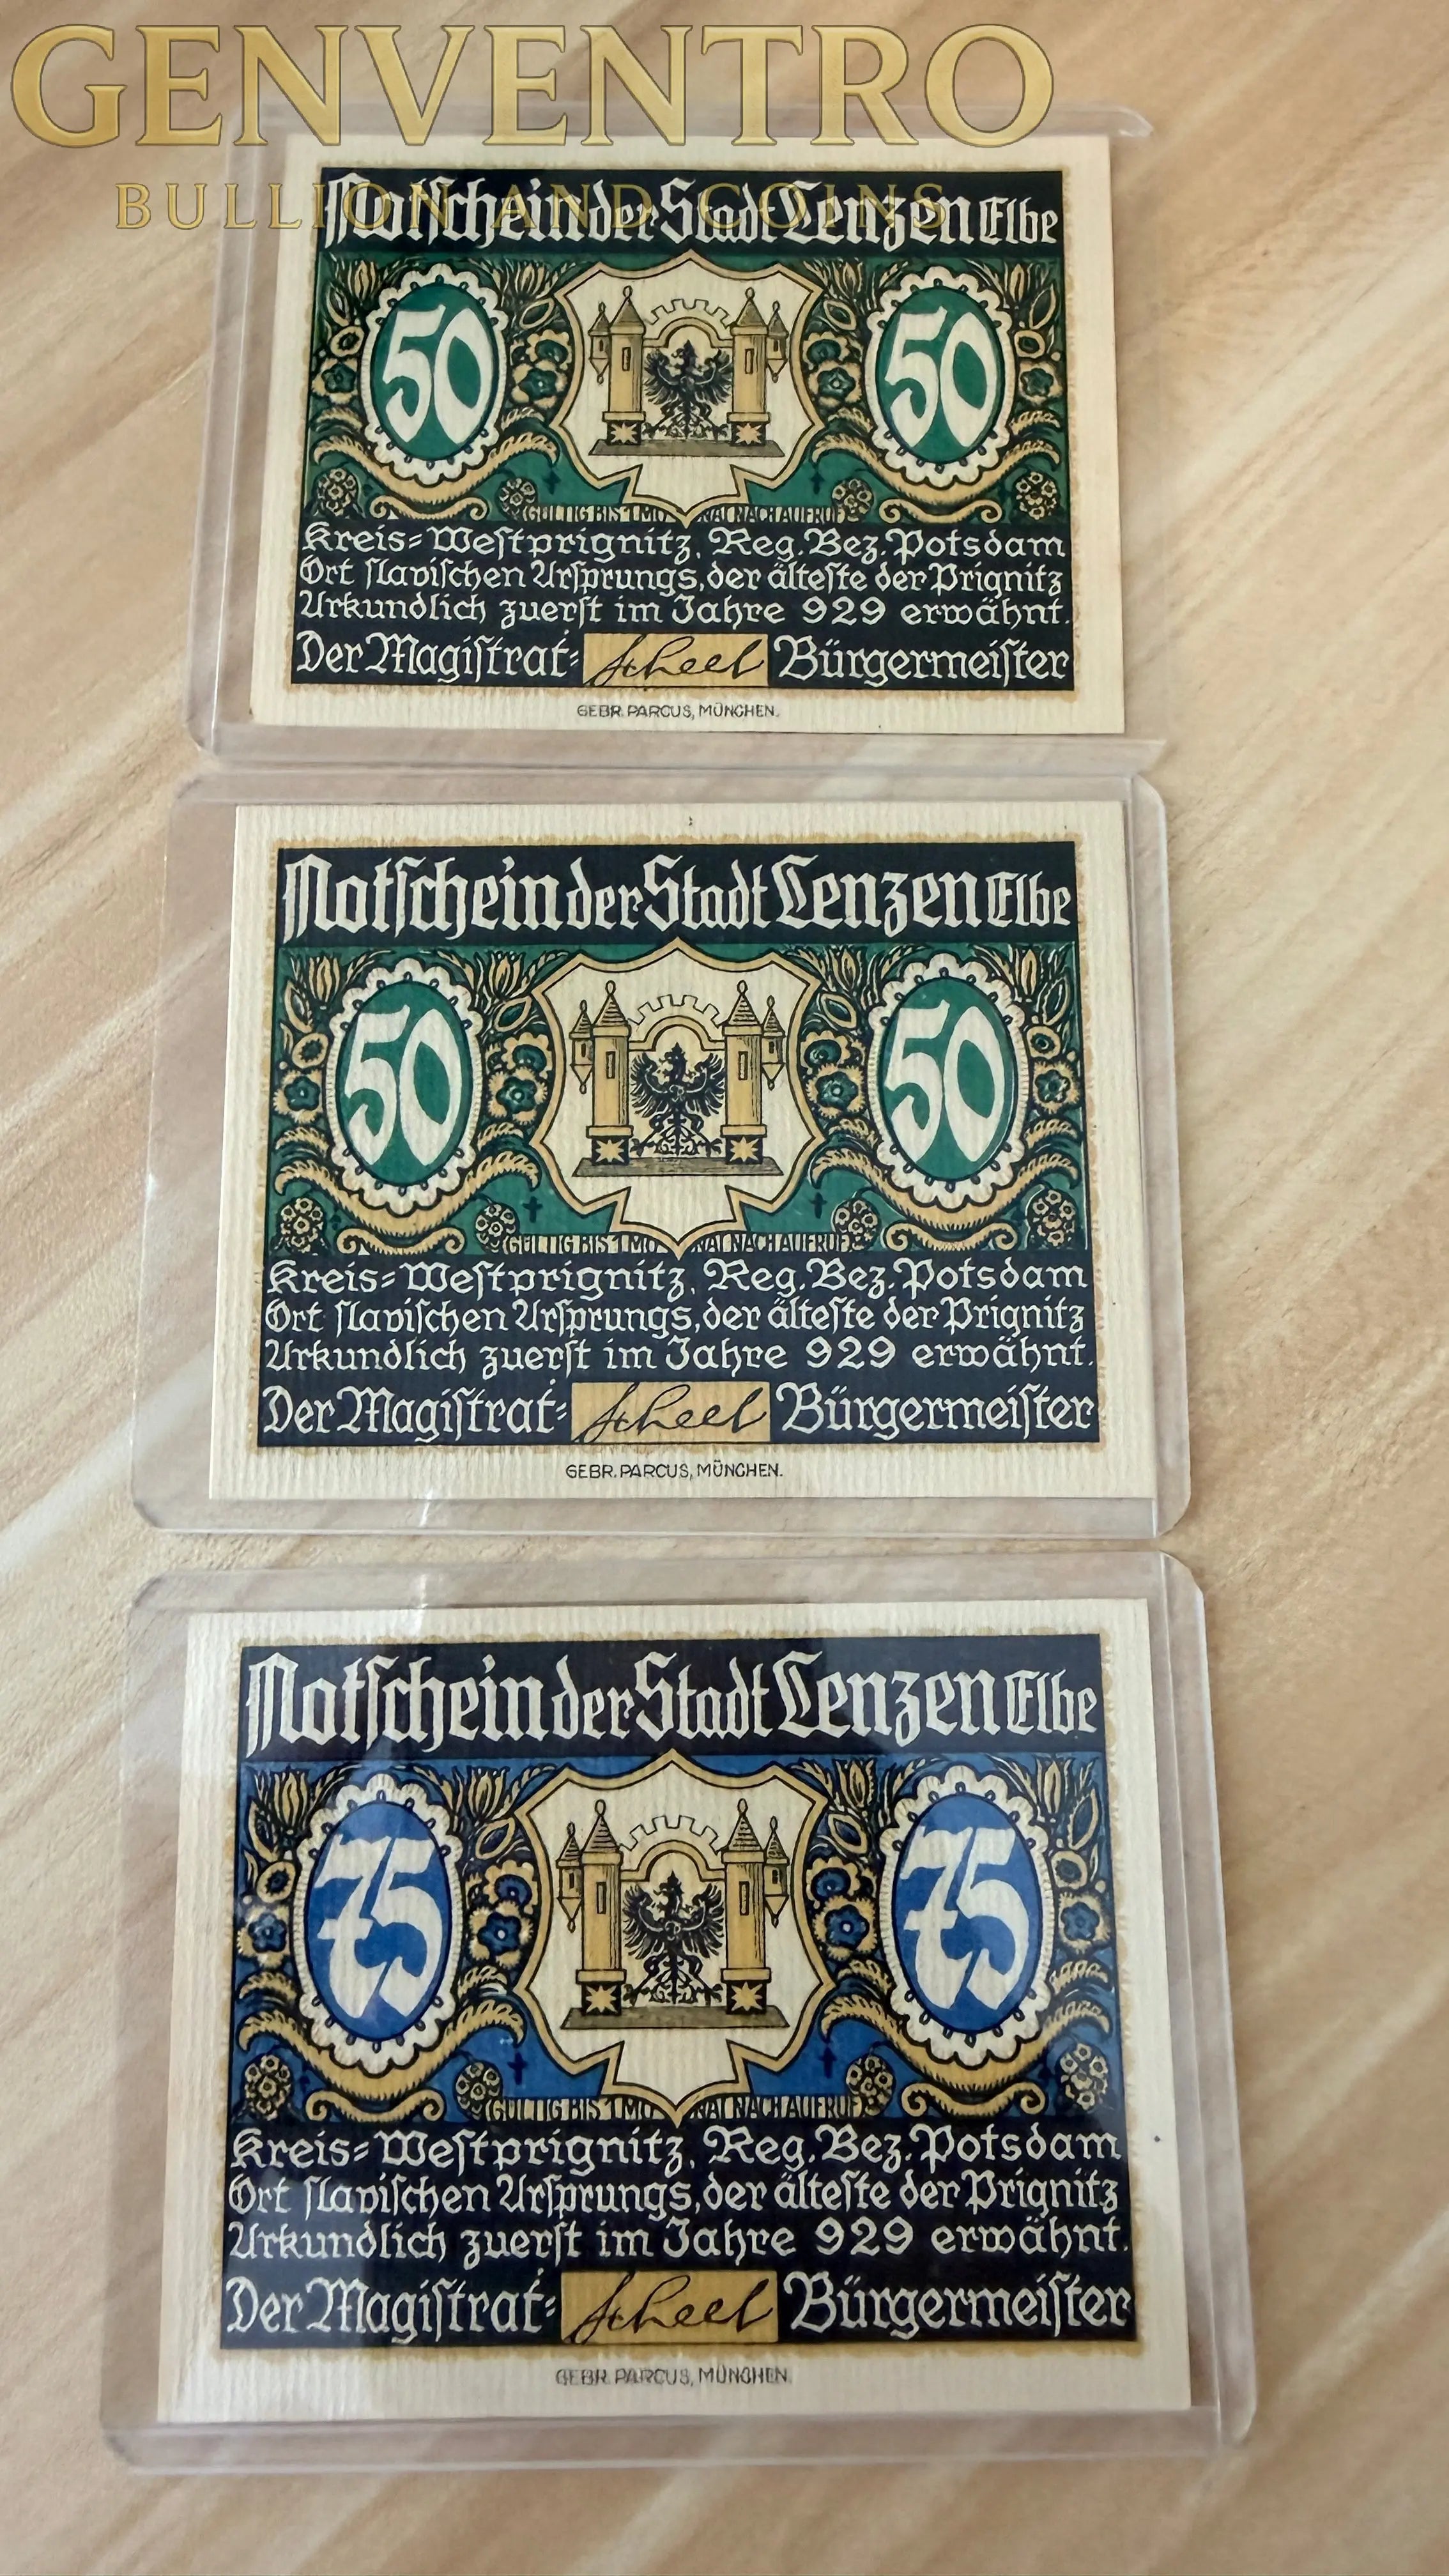 GENVENTRO
BULLION AND COINS
Notſchein der Stadt Lenzen Elbe
50 50
GÜLTIG BIS 1 MONAT NACH AUFRUF
Kreis=Weſtprignitz, Reg. Bez. Potsdam
Ort ſlaviſchen Urſprungs, der älteſte der Prignitz
Urkundlich zuerſt im Jahre 929 erwähnt.
Der Magiſtrat: Scheel Bürgermeiſter
GEBR. PARCUS, MÜNCHEN.
Notſchein der Stadt Lenzen Elbe
50 50
GÜLTIG BIS 1 MONAT NACH AUFRUF
Kreis=Weſtprignitz, Reg. Bez. Potsdam
Ort ſlaviſchen Urſprungs, der älteſte der Prignitz
Urkundlich zuerſt im Jahre 929 erwähnt.
Der Magiſtrat: Scheel Bürgermeiſter
GEBR. PARCUS, MÜNCHEN.
Notſchein der Stadt Lenzen Elbe
75 75
GÜLTIG BIS 1 MONAT NACH AUFRUF
Kreis=Weſtprignitz, Reg. Bez. Potsdam
Ort ſlaviſchen Urſprungs, der älteſte der Prignitz
Urkundlich zuerſt im Jahre 929 erwähnt.
Der Magiſtrat: Scheel Bürgermeiſter
GEBR. PARCUS, MÜNCHEN.